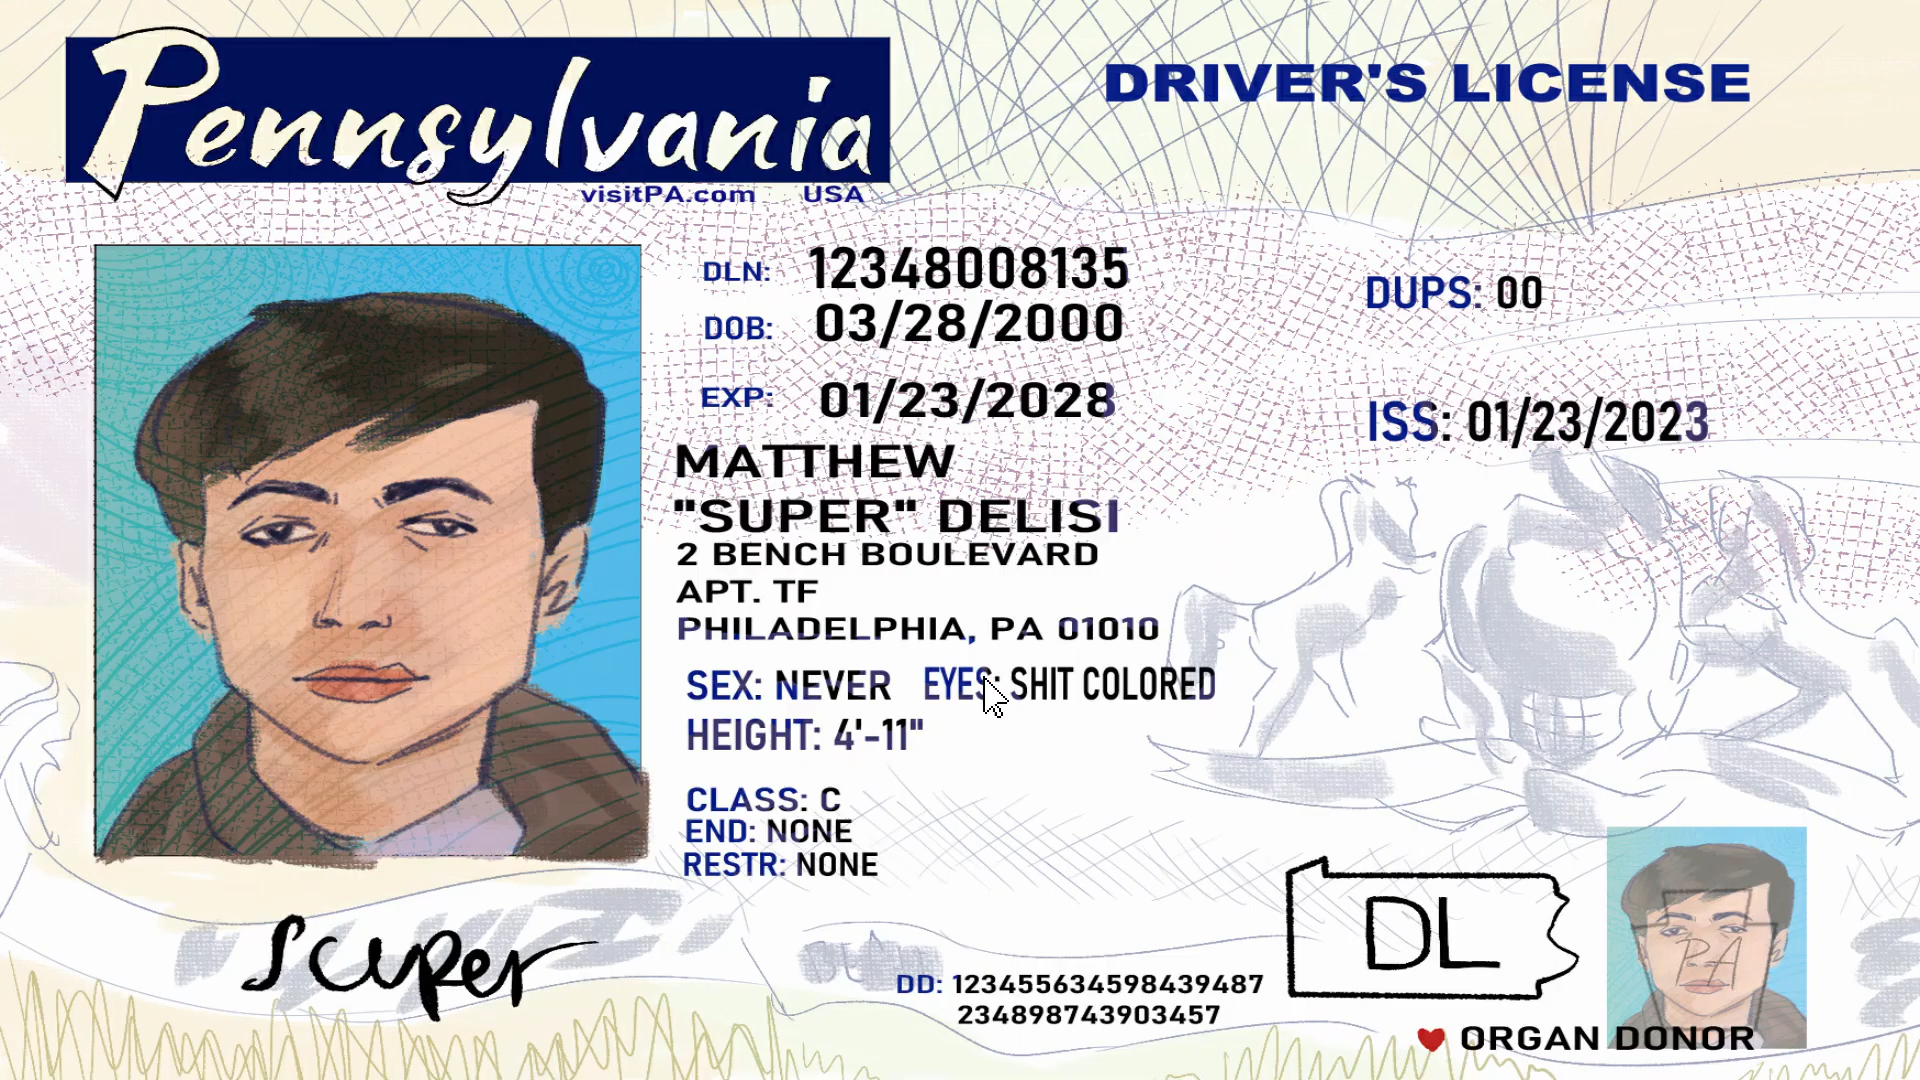 Pennsylvania
visitPA.com USA
DRIVER'S LICENSE
DLN: 12348008135
DOB: 03/28/2000
EXP: 01/23/2028
DUPS: 00
ISS: 01/23/2023
MATTHEW
"SUPER" DELISI
2 BENCH BOULEVARD
APT. TF
PHILADELPHIA, PA 01010
SEX: NEVER EYES: SHIT COLORED
HEIGHT: 4'-11"
CLASS: C
END: NONE
RESTR: NONE
super
DD: 123455634598439487
234898743903457
DL
PA
ORGAN DONOR